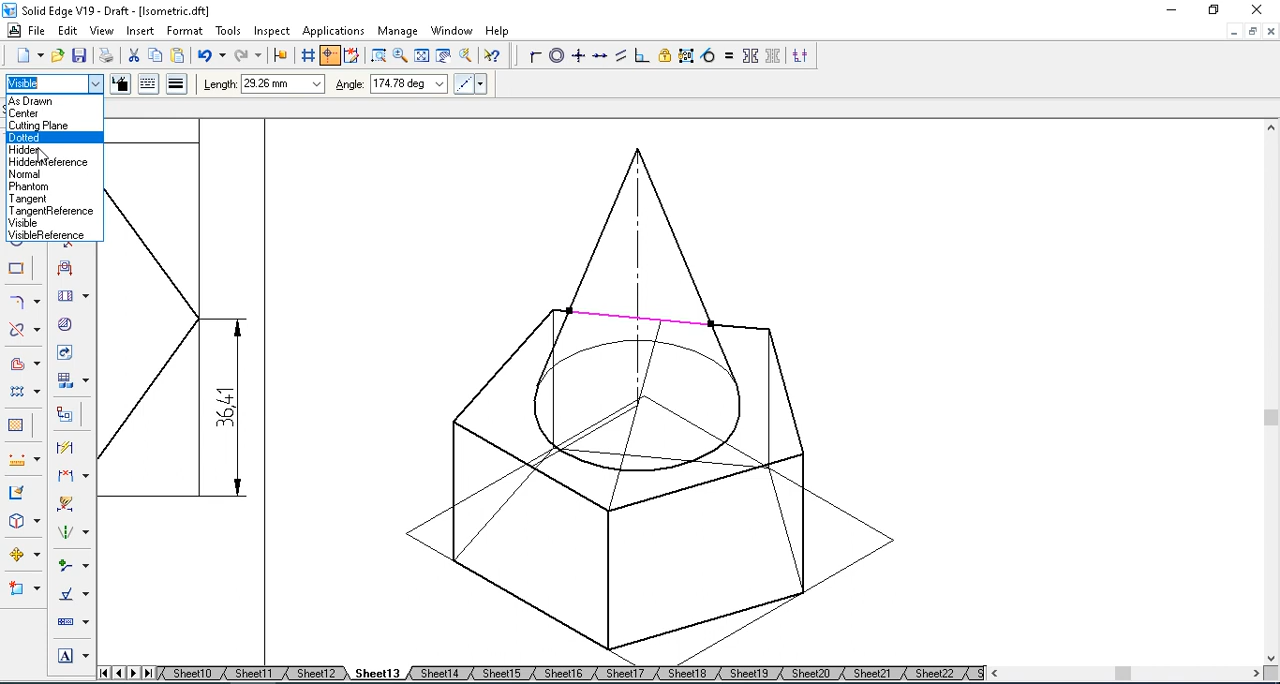 Solid Edge V19 - Draft - [Isometric.dft]
File Edit View Insert Format Tools Inspect Applications Manage Window Help
Visible Length: 29.26 mm Angle: 174.78 deg
As Drawn
Center
Cutting Plane
Dotted
Hidden
HiddenReference
Normal
Phantom
Tangent
TangentReference
Visible
VisibleReference
36,41
A
Sheet10 Sheet11 Sheet12 Sheet13 Sheet14 Sheet15 Sheet16 Sheet17 Sheet18 Sheet19 Sheet20 Sheet21 Sheet22 S